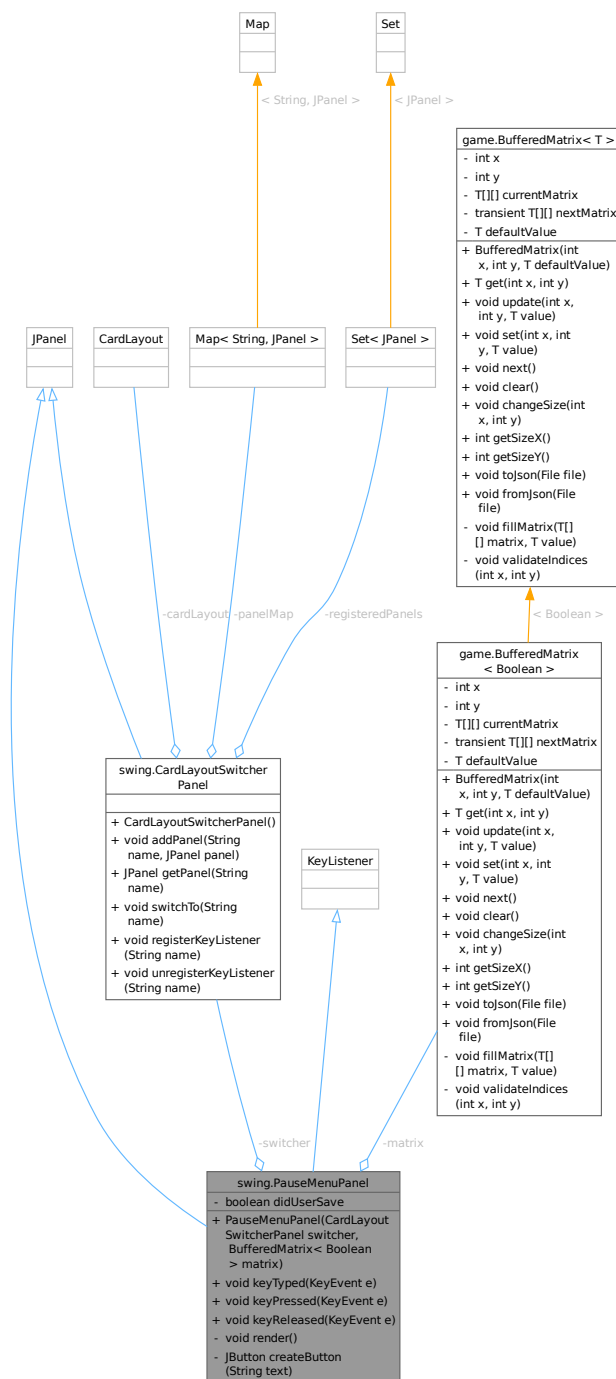 Map
Set
< String, JPanel >
< JPanel >
game.BufferedMatrix< T >
- int x
- int y
- T[][] currentMatrix
- transient T[][] nextMatrix
- T defaultValue
+ BufferedMatrix(int
x, int y, T defaultValue)
+ T get(int x, int y)
+ void update(int x,
int y, T value)
+ void set(int x, int
y, T value)
+ void next()
+ void clear()
+ void changeSize(int
x, int y)
+ int getSizeX()
+ int getSizeY()
+ void toJson(File file)
+ void fromJson(File
file)
- void fillMatrix(T[]
[] matrix, T value)
- void validateIndices
(int x, int y)
JPanel
CardLayout
Map< String, JPanel >
Set< JPanel >
< Boolean >
-cardLayout
-panelMap
-registeredPanels
game.BufferedMatrix
< Boolean >
- int x
- int y
- T[][] currentMatrix
- transient T[][] nextMatrix
- T defaultValue
+ BufferedMatrix(int
x, int y, T defaultValue)
+ T get(int x, int y)
+ void update(int x,
int y, T value)
+ void set(int x, int
y, T value)
+ void next()
+ void clear()
+ void changeSize(int
x, int y)
+ int getSizeX()
+ int getSizeY()
+ void toJson(File file)
+ void fromJson(File
file)
- void fillMatrix(T[]
[] matrix, T value)
- void validateIndices
(int x, int y)
swing.CardLayoutSwitcher
Panel
+ CardLayoutSwitcherPanel()
+ void addPanel(String
name, JPanel panel)
+ JPanel getPanel(String
name)
+ void switchTo(String
name)
+ void registerKeyListener
(String name)
+ void unregisterKeyListener
(String name)
KeyListener
-switcher
-matrix
swing.PauseMenuPanel
- boolean didUserSave
+ PauseMenuPanel(CardLayout
SwitcherPanel switcher,
BufferedMatrix< Boolean
> matrix)
+ void keyTyped(KeyEvent e)
+ void keyPressed(KeyEvent e)
+ void keyReleased(KeyEvent e)
- void render()
- JButton createButton
(String text)